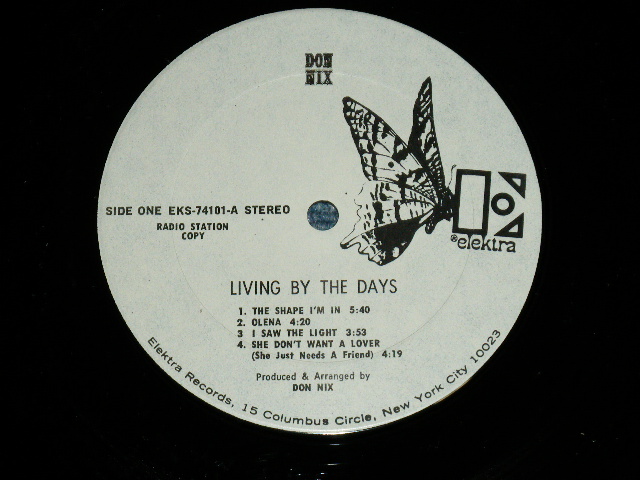 DON
NIX
SIDE ONE EKS-74101-A STEREO
RADIO STATION
COPY
®elektra
LIVING BY THE DAYS
1. THE SHAPE I'M IN 5:40
2. OLENA 4:20
3 I SAW THE LIGHT 3:53
4. SHE DON'T WANT A LOVER
(She Just Needs A Friend) 4:19
Produced & Arranged by
DON NIX
Elektra Records, 15 Columbus Circle, New York City 10023